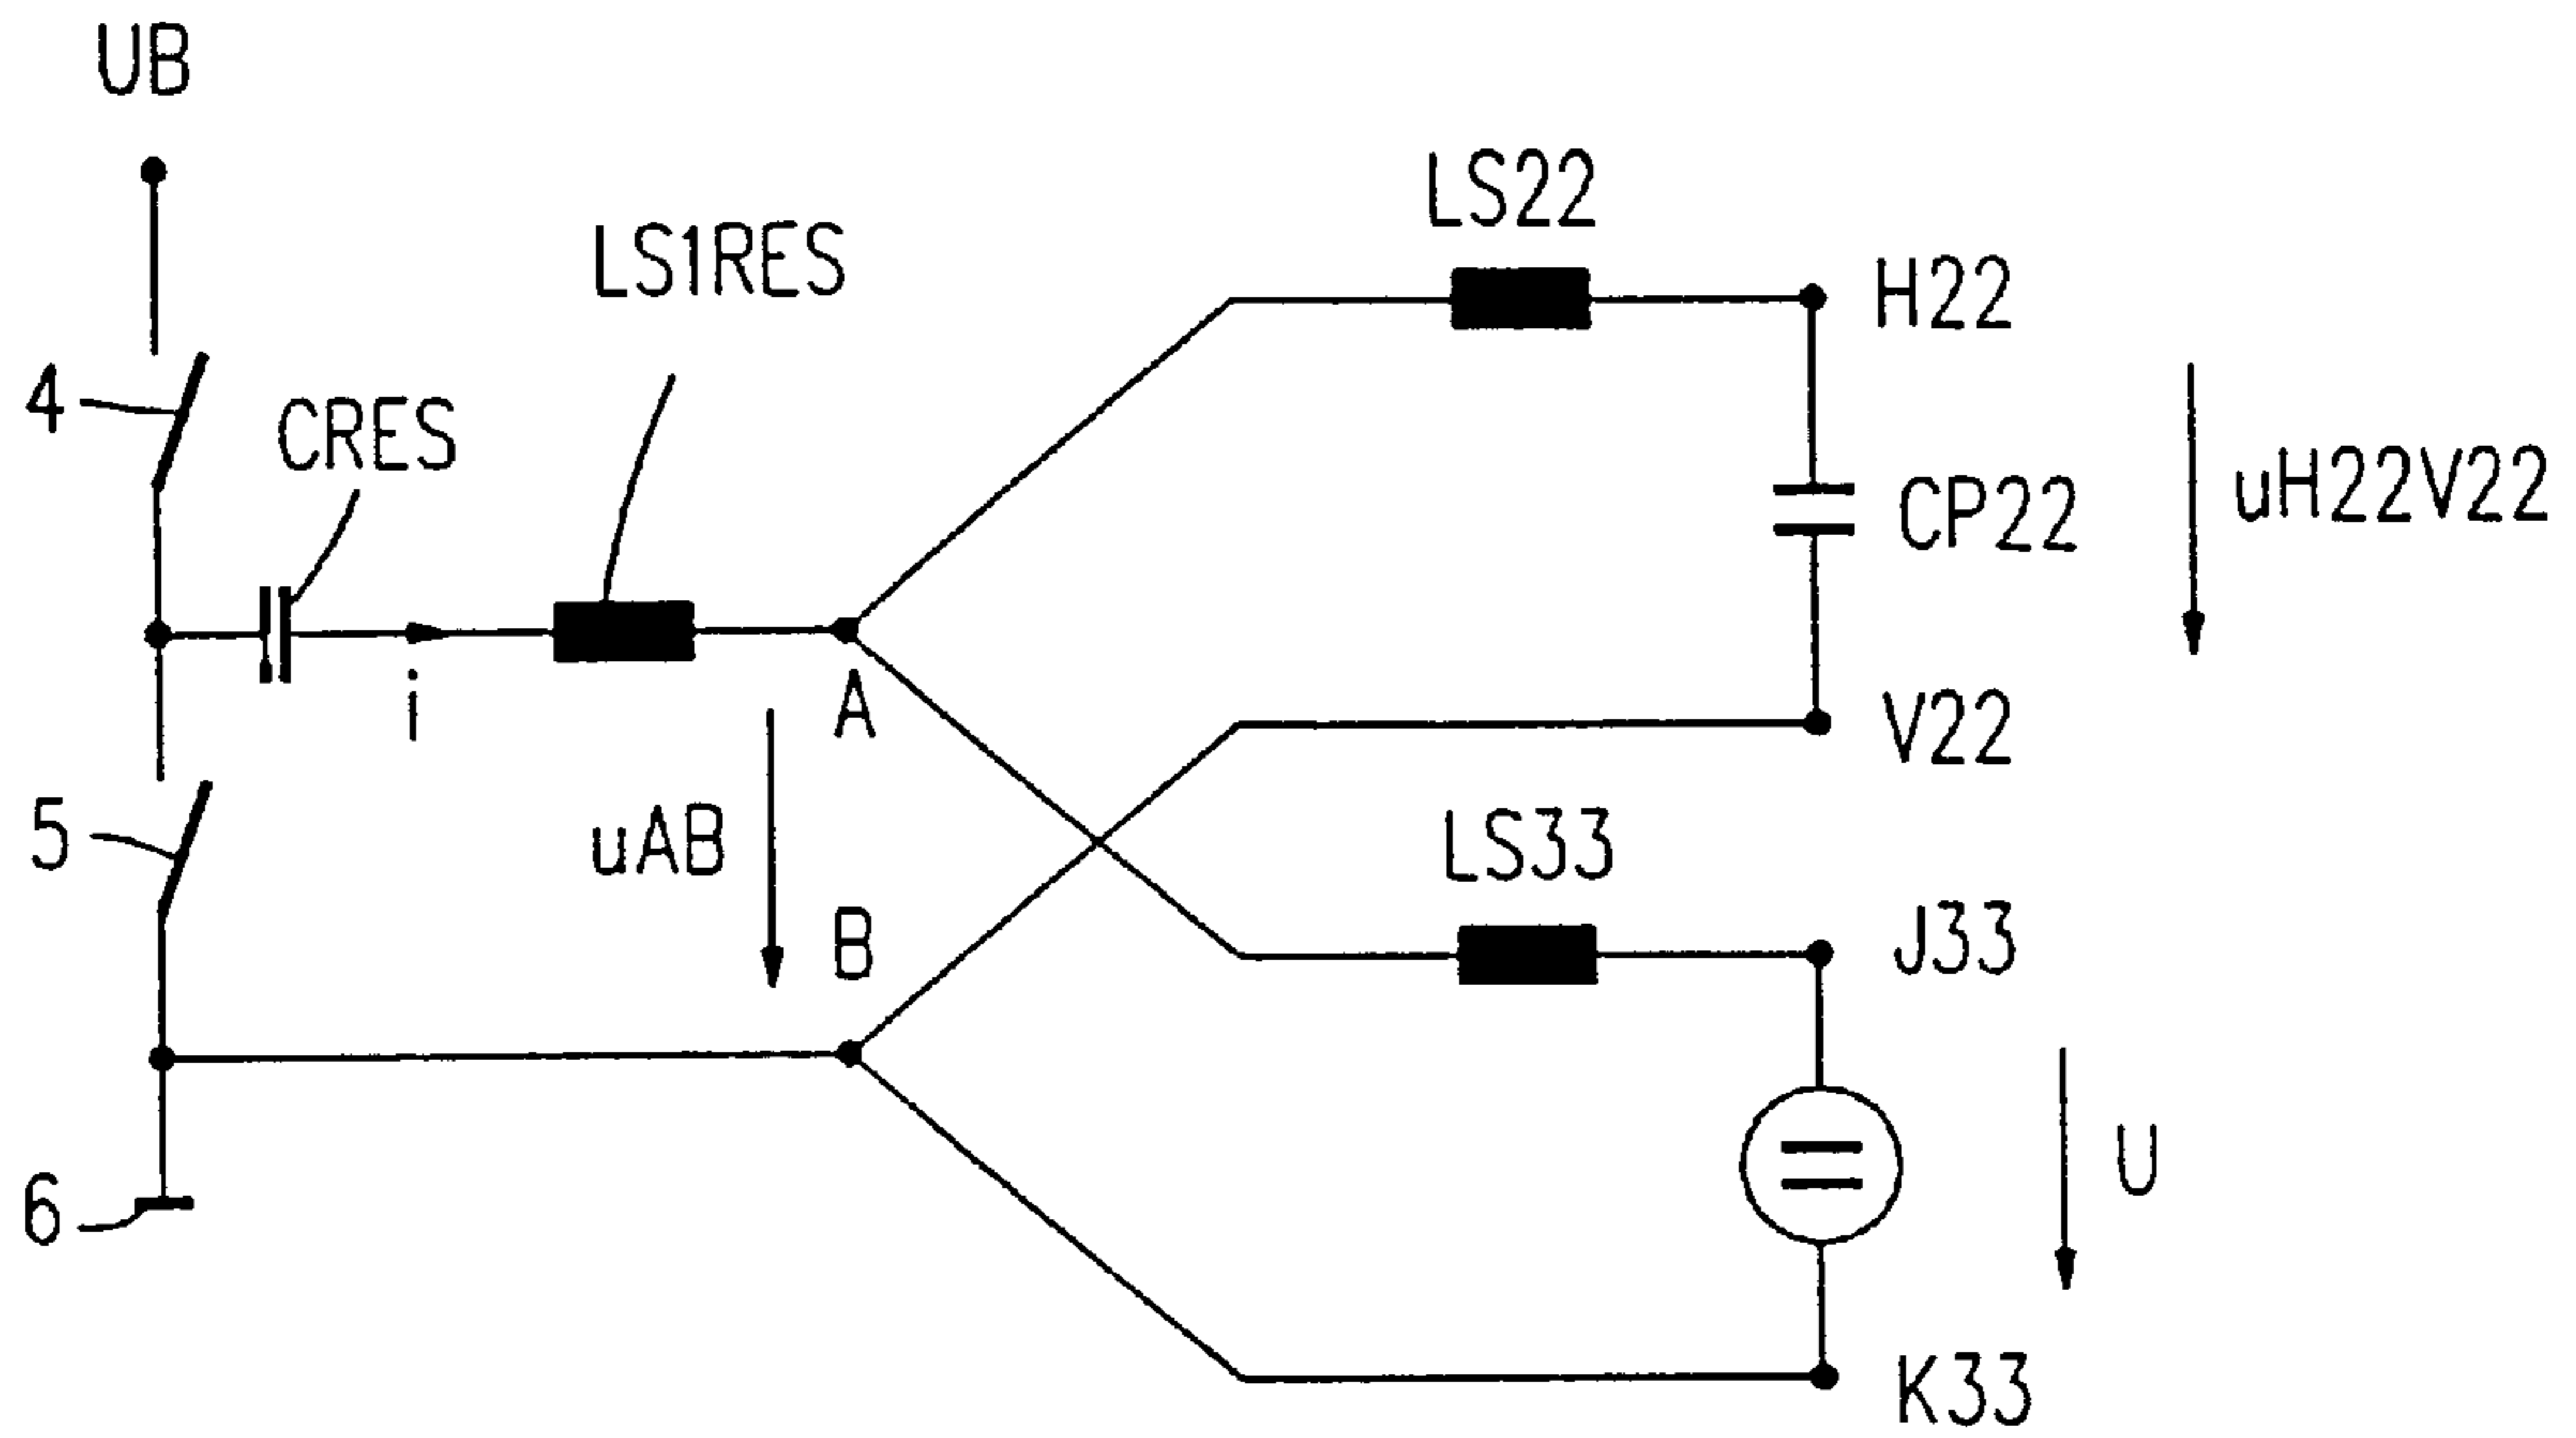 UB
LS22
LS1RES
H22
4
CRES
CP22
uH22V22
i
A
V22
5
uAB
LS33
B
J33
U
6
K33